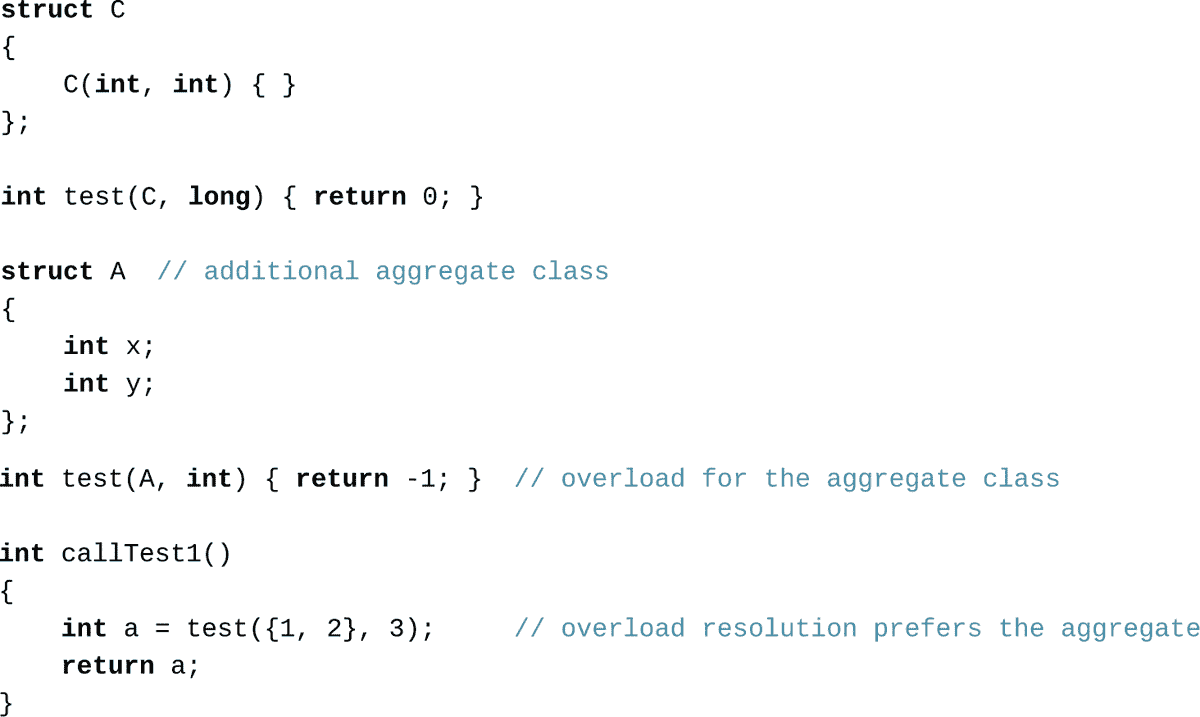 struct C
{
    C(int, int) { }
};

int test(C, long) { return 0; }

struct A  // additional aggregate class
{
    int x;
    int y;
};
int test(A, int) { return -1; }  // overload for the aggregate class

int callTest1()
{
    int a = test({1, 2}, 3);     // overload resolution prefers the aggregate
    return a;
}